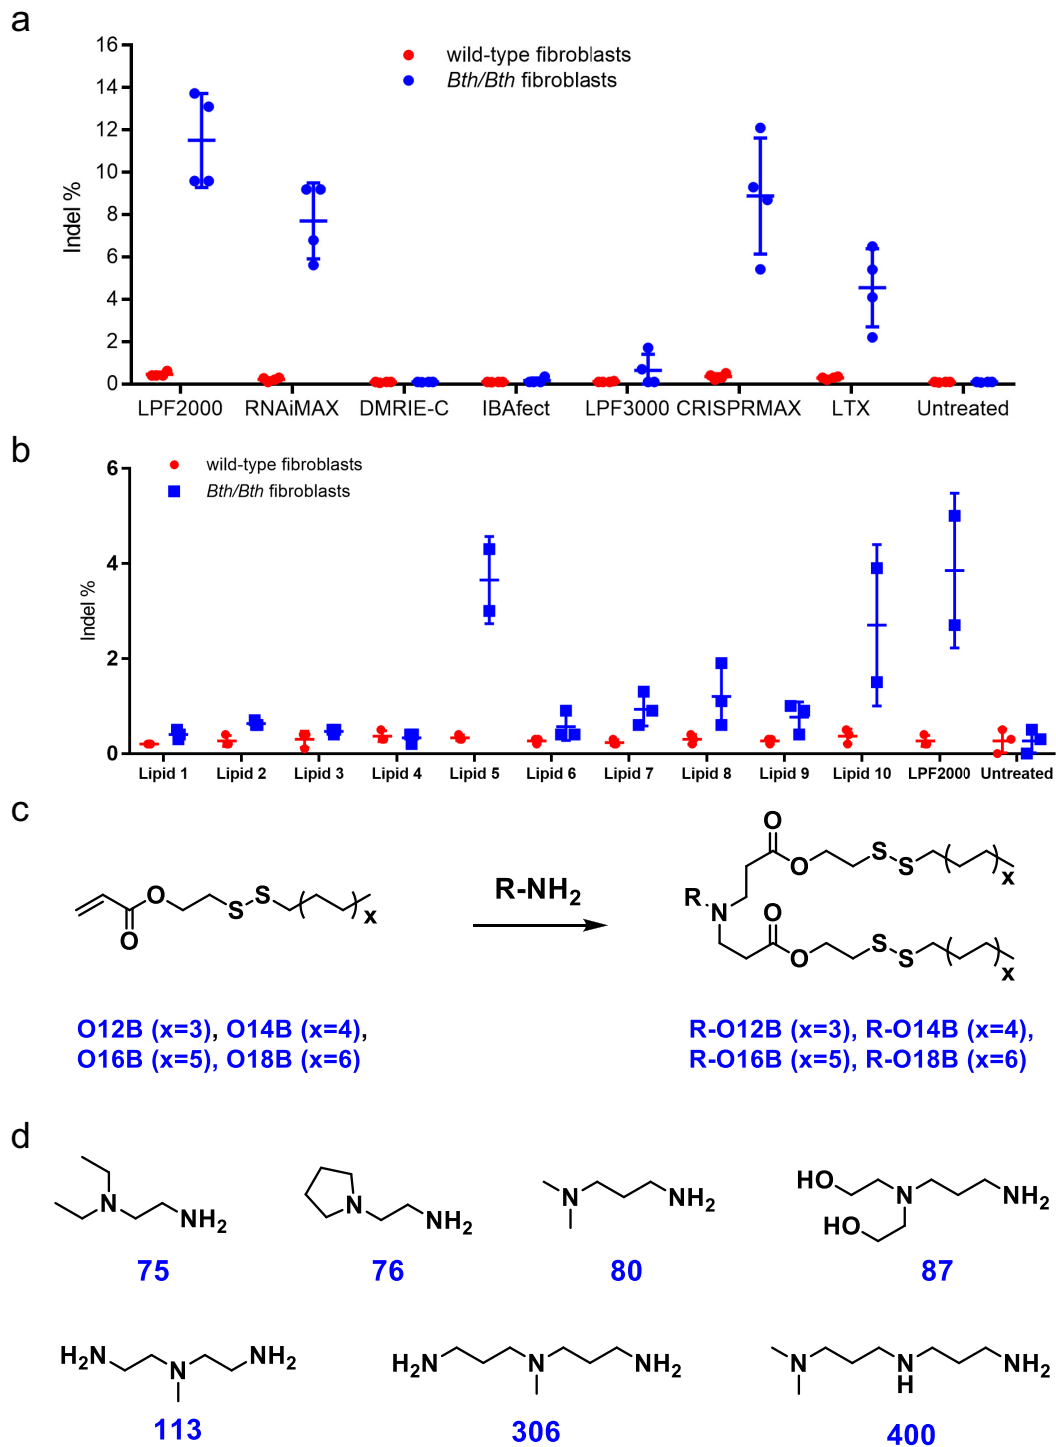 a
16
14
12
10
8
6
4
2
0
Indel %
wild-type fibroblasts
Bth/Bth fibroblasts
LPF2000 RNAiMAX DMRIE-C IBAfect LPF3000 CRISPRMAX LTX Untreated
b
6
4
2
0
Indel %
wild-type fibroblasts
Bth/Bth fibroblasts
Lipid 1 Lipid 2 Lipid 3 Lipid 4 Lipid 5 Lipid 6 Lipid 7 Lipid 8 Lipid 9 Lipid 10 LPF2000 Untreated
c
O
O
S
S
x
R-NH2
O
O
S
S
x
R
N
O
O
S
S
x
O12B (x=3), O14B (x=4),
O16B (x=5), O18B (x=6)
R-O12B (x=3), R-O14B (x=4),
R-O16B (x=5), R-O18B (x=6)
d
N
NH2
75
N
NH2
76
N
NH2
80
HO
N
NH2
HO
87
H2N
N
NH2
113
H2N
N
NH2
306
N
N
H
NH2
400